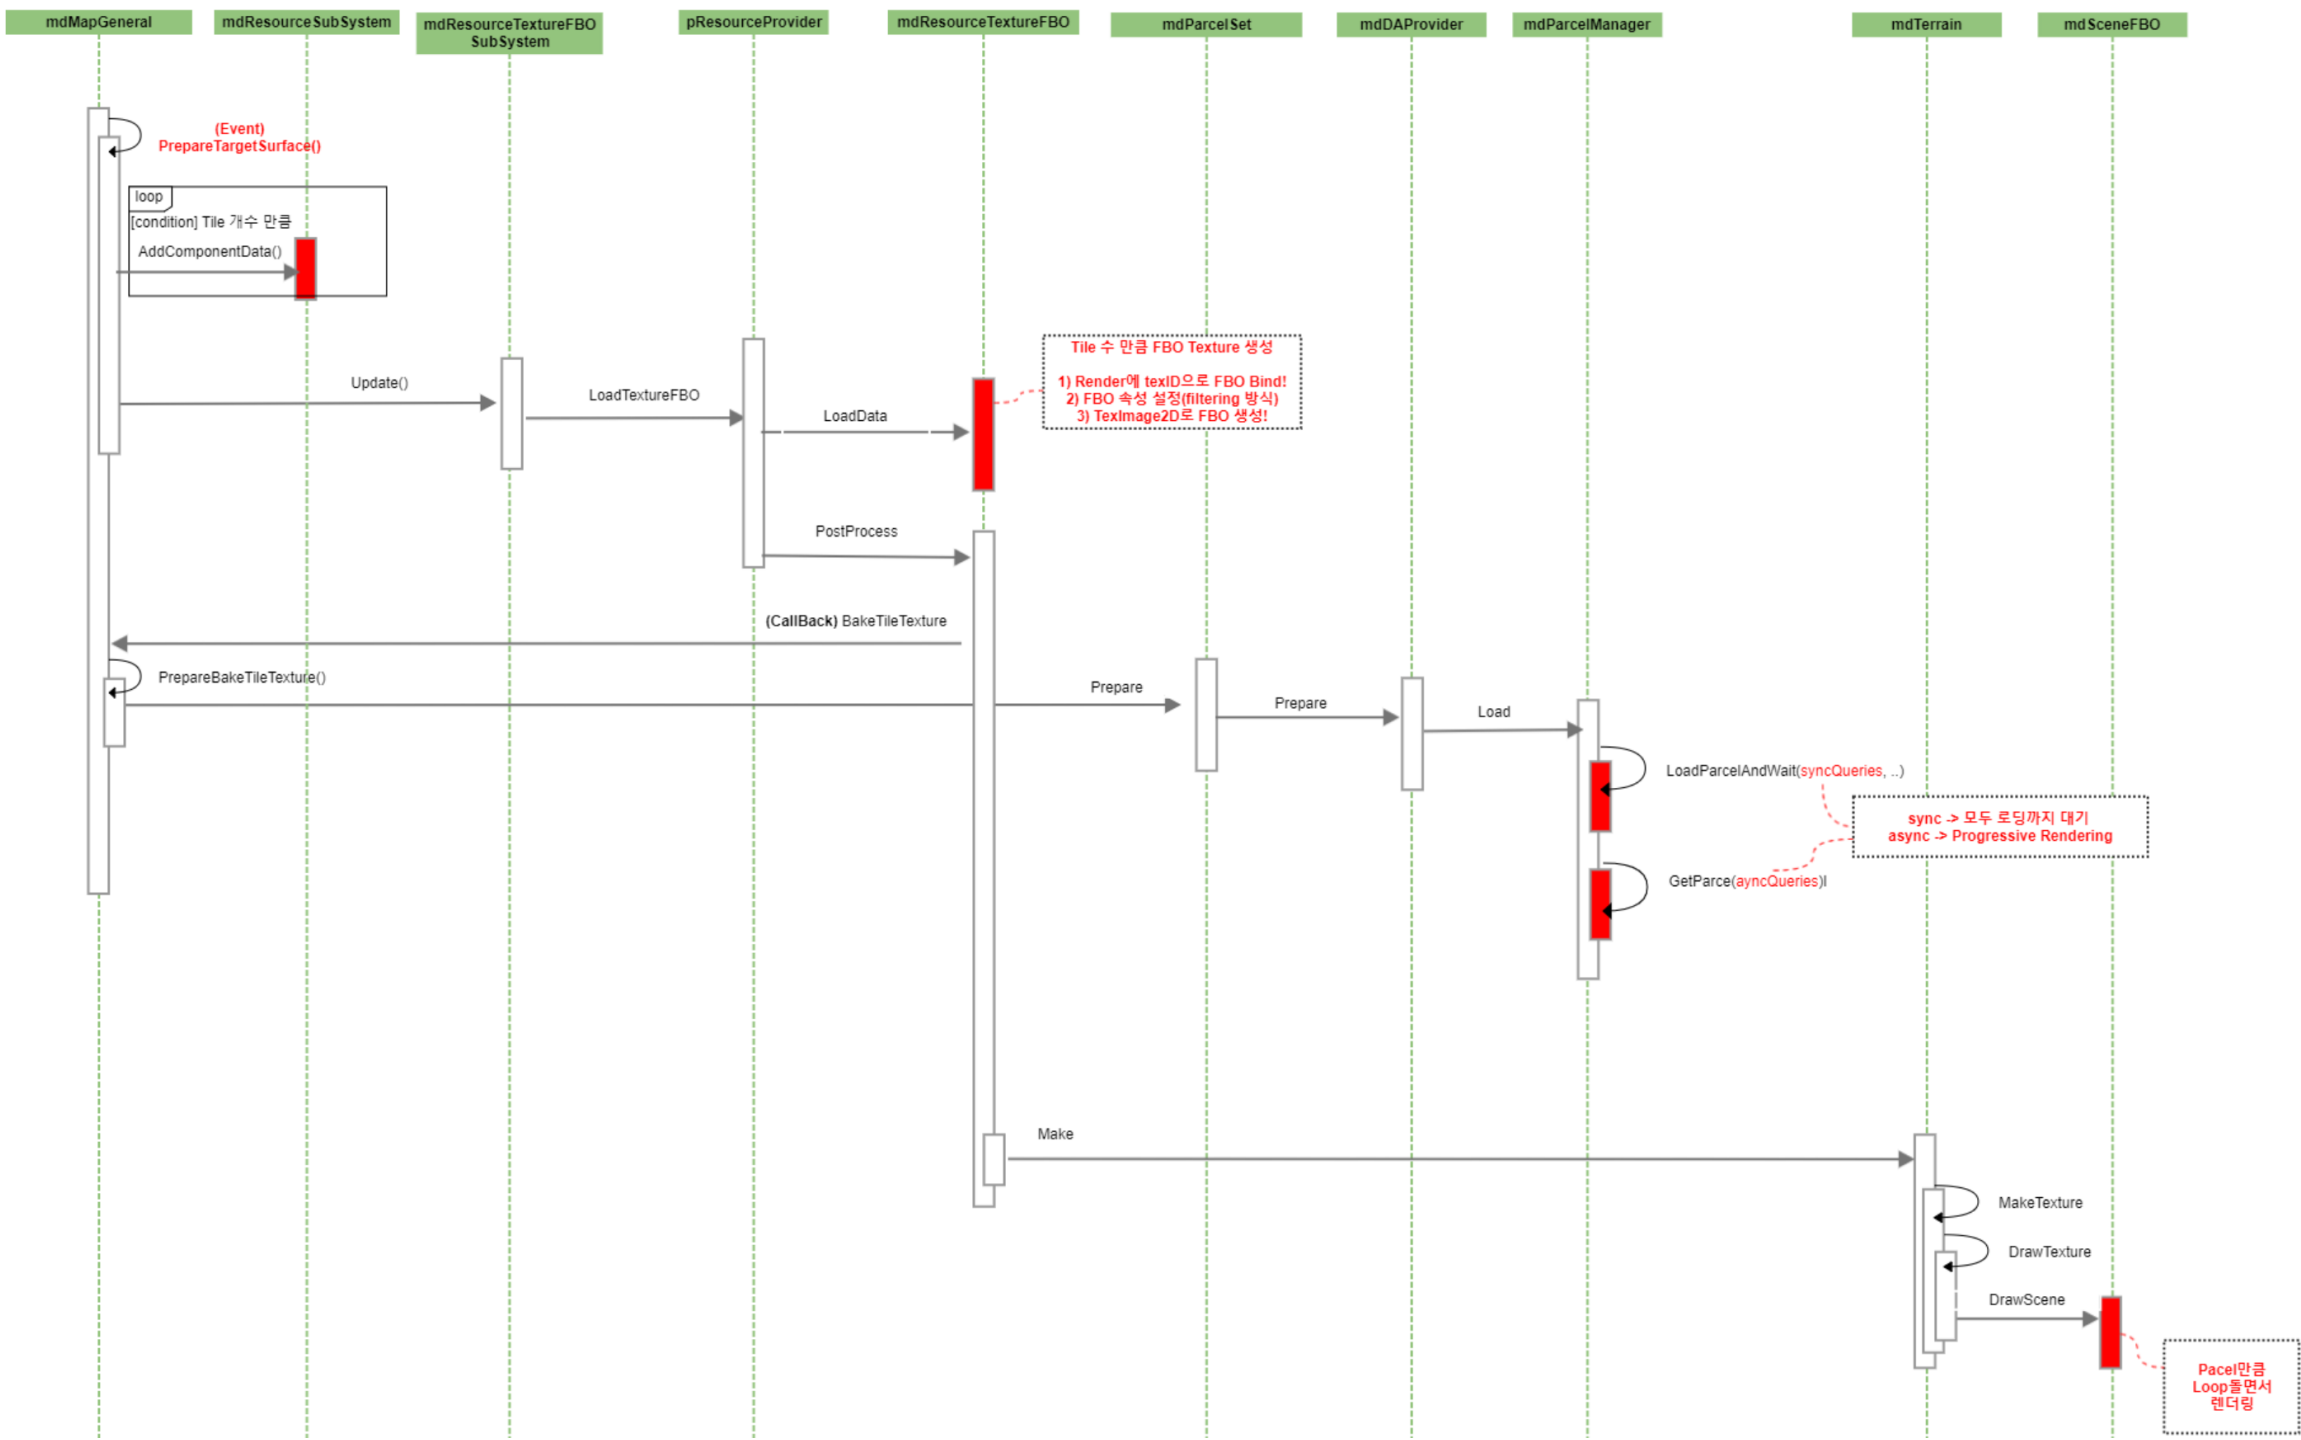 mdMapGeneral
mdResourceSubSystem
mdResourceTextureFBO
SubSystem
pResourceProvider
mdResourceTextureFBO
mdParcelSet
mdDAProvider
mdParcelManager
mdTerrain
mdSceneFBO
(Event)
PrepareTargetSurface()
loop
[condition] Tile 개수 만큼
AddComponentData()
Update()
LoadTextureFBO
LoadData
Tile 수 만큼 FBO Texture 생성
1) Render에 texID으로 FBO Bind!
2) FBO 속성 설정(filtering 방식)
3) TexImage2D로 FBO 생성!
PostProcess
(CallBack) BakeTileTexture
PrepareBakeTileTexture()
Prepare
Prepare
Load
LoadParcelAndWait(syncQueries, ..)
sync -> 모두 로딩까지 대기
async -> Progressive Rendering
GetParce(ayncQueries)l
Make
MakeTexture
DrawTexture
DrawScene
Pacel만큼
Loop돌면서
렌더링